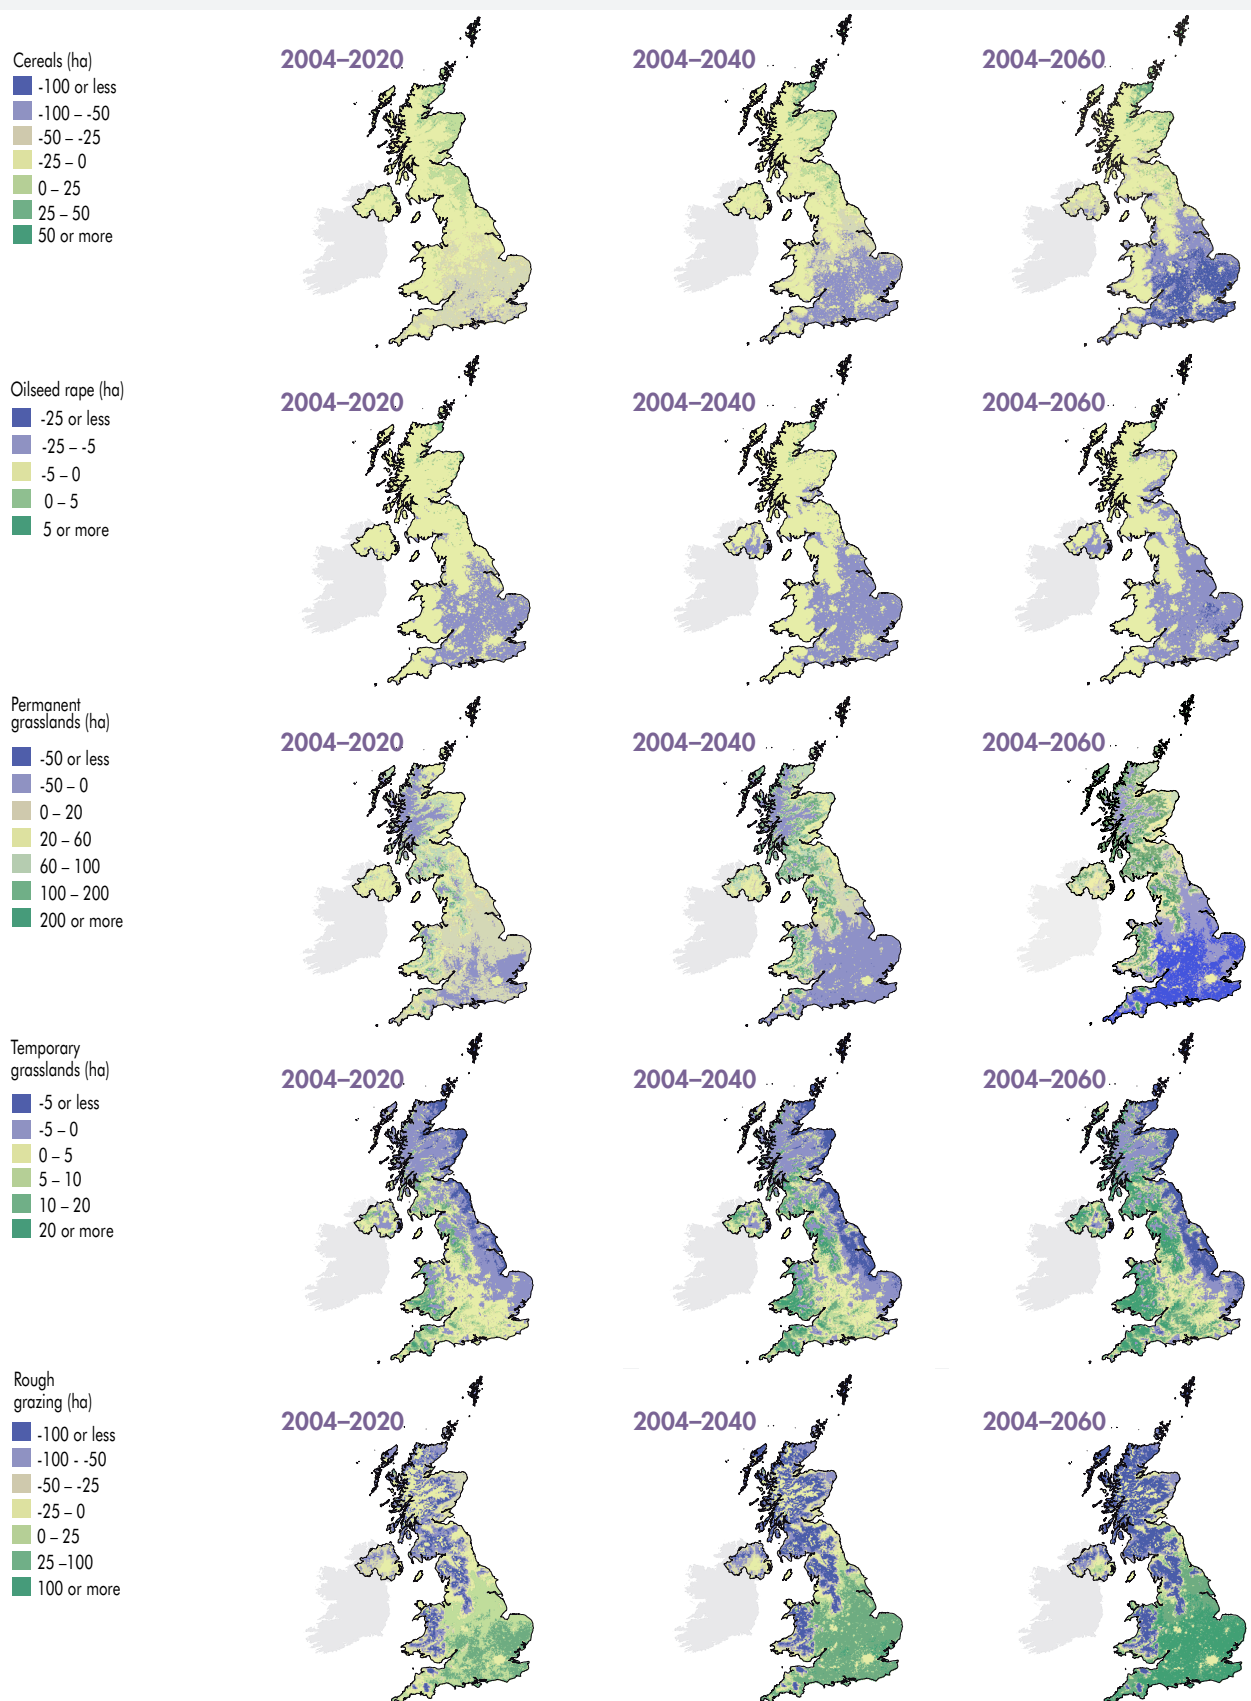 Cereals (ha)
-100 or less
-100 – -50
-50 – -25
-25 – 0
0 – 25
25 – 50
50 or more
2004–2020
2004–2040
2004–2060
Oilseed rape (ha)
-25 or less
-25 – -5
-5 – 0
0 – 5
5 or more
2004–2020
2004–2040
2004–2060
Permanent
grasslands (ha)
-50 or less
-50 – 0
0 – 20
20 – 60
60 – 100
100 – 200
200 or more
2004–2020
2004–2040
2004–2060
Temporary
grasslands (ha)
-5 or less
-5 – 0
0 – 5
5 – 10
10 – 20
20 or more
2004–2020
2004–2040
2004–2060
Rough
grazing (ha)
-100 or less
-100 - -50
-50 – -25
-25 – 0
0 – 25
25 –100
100 or more
2004–2020
2004–2040
2004–2060